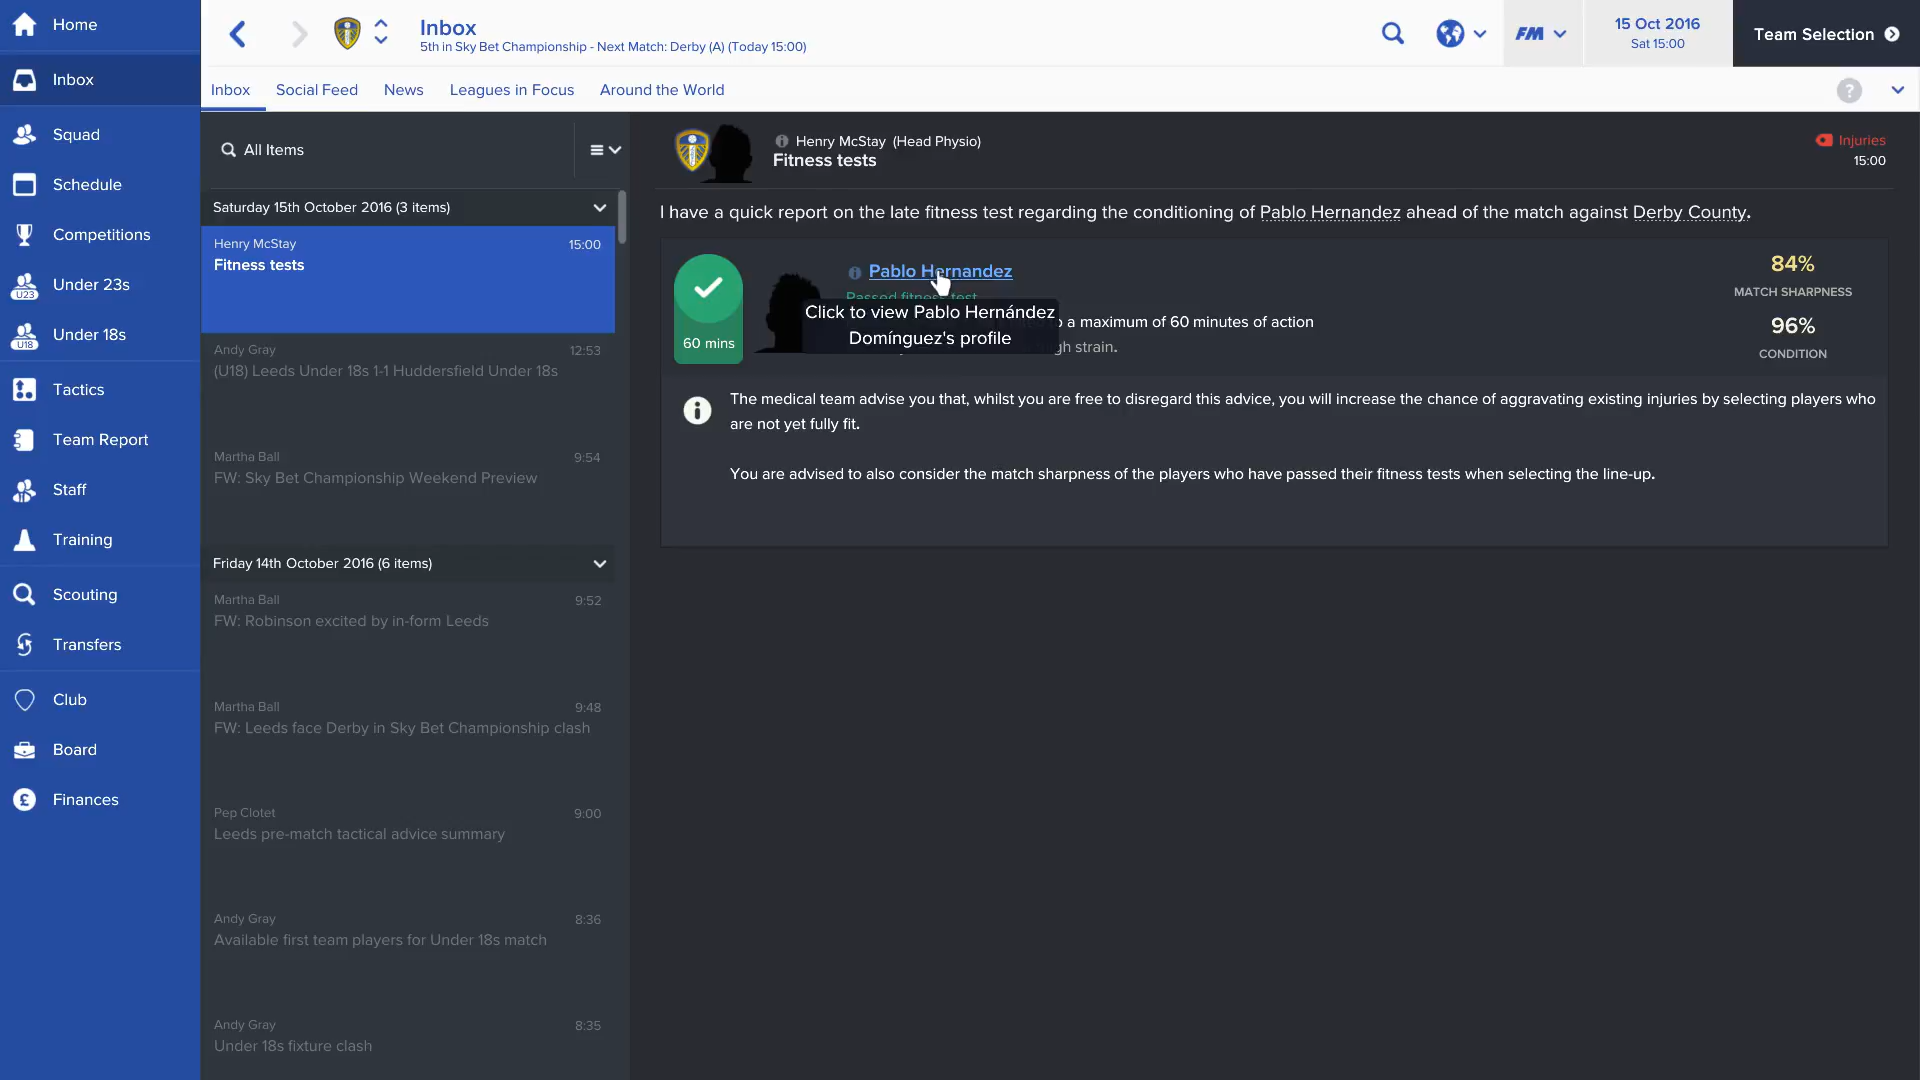 Home
Inbox
Squad
Schedule
Competitions
U23
Under 23s
U18
Under 18s
Tactics
Team Report
Staff
Training
Scouting
Transfers
Club
Board
Finances
Inbox
5th in Sky Bet Championship - Next Match: Derby (A) (Today 15:00)
FM
15 Oct 2016
Sat 15:00
Team Selection
Inbox Social Feed News Leagues in Focus Around the World
?
All Items
Saturday 15th October 2016 (3 items)
Henry McStay 15:00
Fitness tests
Andy Gray 12:53
(U18) Leeds Under 18s 1-1 Huddersfield Under 18s
Martha Ball 9:54
FW: Sky Bet Championship Weekend Preview
Friday 14th October 2016 (6 items)
Martha Ball 9:52
FW: Robinson excited by in-form Leeds
Martha Ball 9:48
FW: Leeds face Derby in Sky Bet Championship clash
Pep Clotet 9:00
Leeds pre-match tactical advice summary
Andy Gray 8:36
Available first team players for Under 18s match
Andy Gray 8:35
Under 18s fixture clash
Henry McStay (Head Physio)
Fitness tests
Injuries
15:00
I have a quick report on the late fitness test regarding the conditioning of Pablo Hernandez ahead of the match against Derby County.
60 mins
Pablo Hernandez
Passed fitness test
Click to view Pablo Hernández
Domínguez's profile
a maximum of 60 minutes of action
strain.
84%
MATCH SHARPNESS
96%
CONDITION
The medical team advise you that, whilst you are free to disregard this advice, you will increase the chance of aggravating existing injuries by selecting players who
are not yet fully fit.
You are advised to also consider the match sharpness of the players who have passed their fitness tests when selecting the line-up.